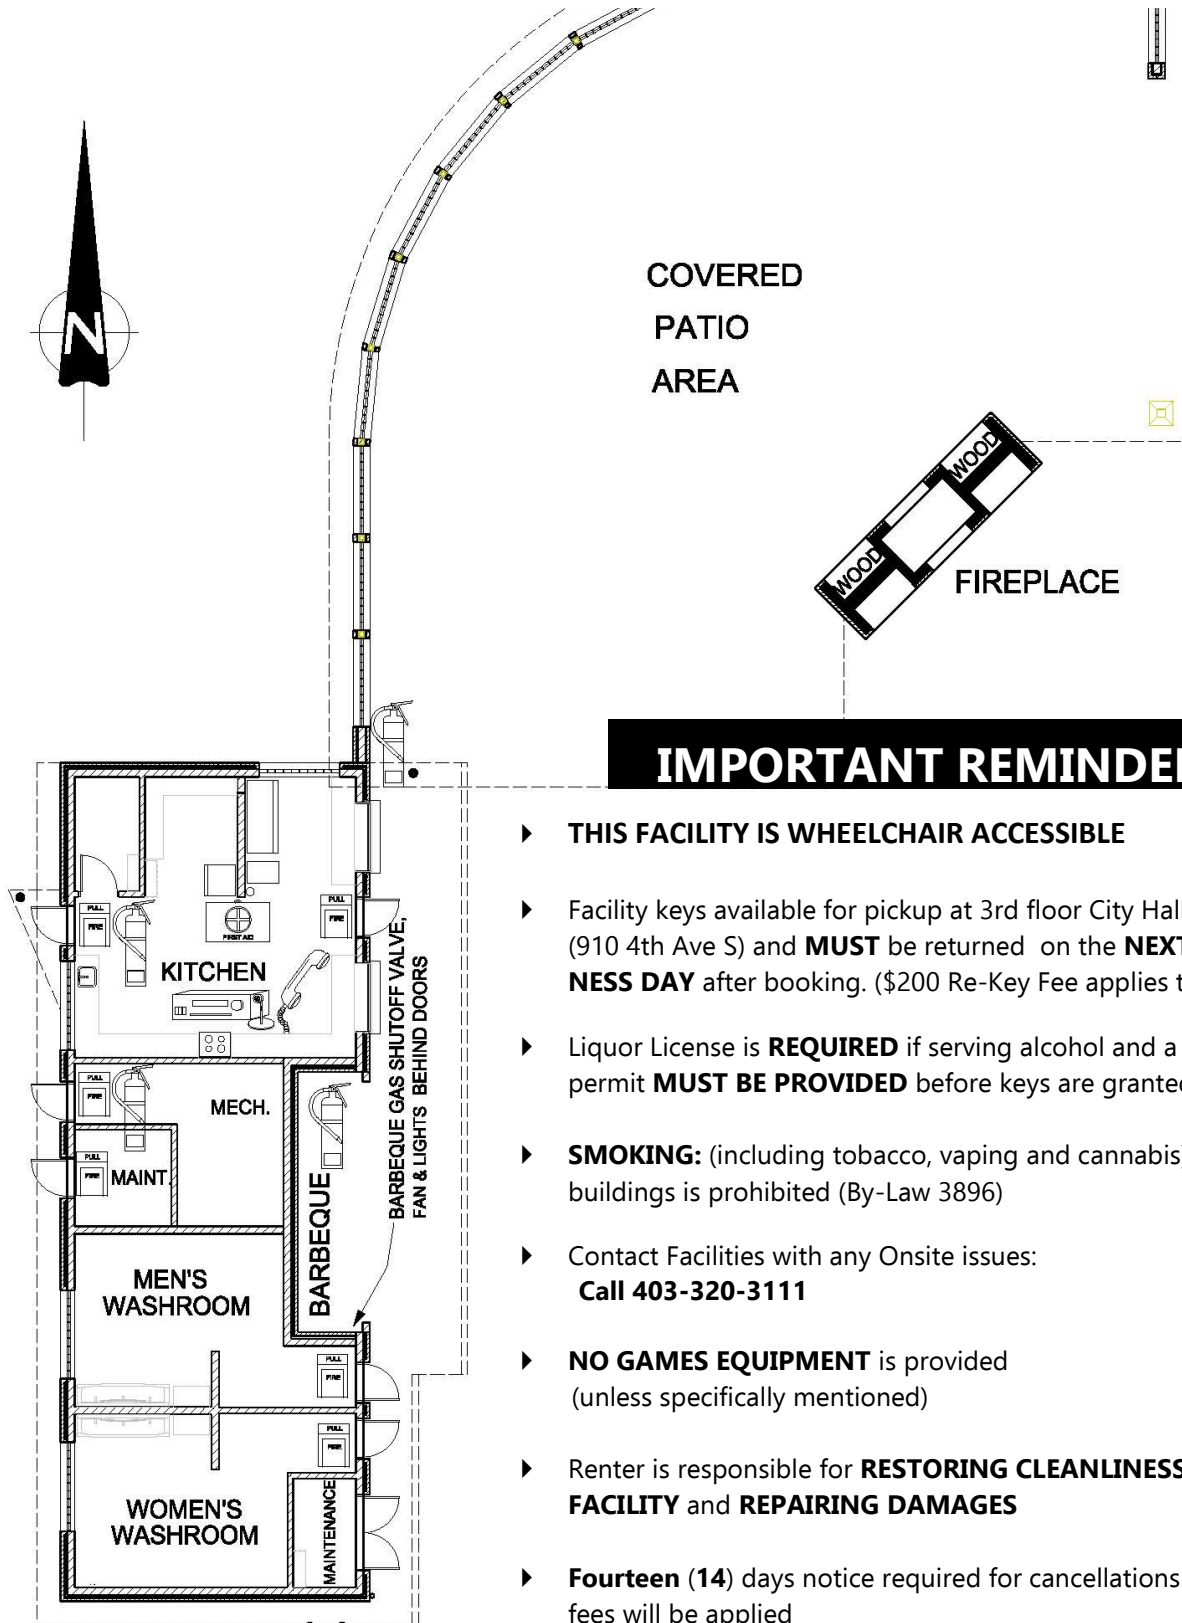 N
COVERED
PATIO
AREA
WOOD
WOOD
FIREPLACE
IMPORTANT REMINDE
THIS FACILITY IS WHEELCHAIR ACCESSIBLE
Facility keys available for pickup at 3rd floor City Hall
(910 4th Ave S) and MUST be returned on the NEXT
NESS DAY after booking. ($200 Re-Key Fee applies t
Liquor License is REQUIRED if serving alcohol and a
permit MUST BE PROVIDED before keys are granted
SMOKING: (including tobacco, vaping and cannabis)
buildings is prohibited (By-Law 3896)
Contact Facilities with any Onsite issues:
Call 403-320-3111
NO GAMES EQUIPMENT is provided
(unless specifically mentioned)
Renter is responsible for RESTORING CLEANLINESS
FACILITY and REPAIRING DAMAGES
Fourteen (14) days notice required for cancellations
fees will be applied
PULL
FIRE
FIRST AID
PULL
FIRE
KITCHEN
PULL
FIRE
MECH.
PULL
FIRE
MAINT.
BARBEQUE
BARBEQUE GAS SHUTOFF VALVE,
FAN & LIGHTS BEHIND DOORS
MEN'S
WASHROOM
PULL
FIRE
PULL
FIRE
WOMEN'S
WASHROOM
MAINTENANCE